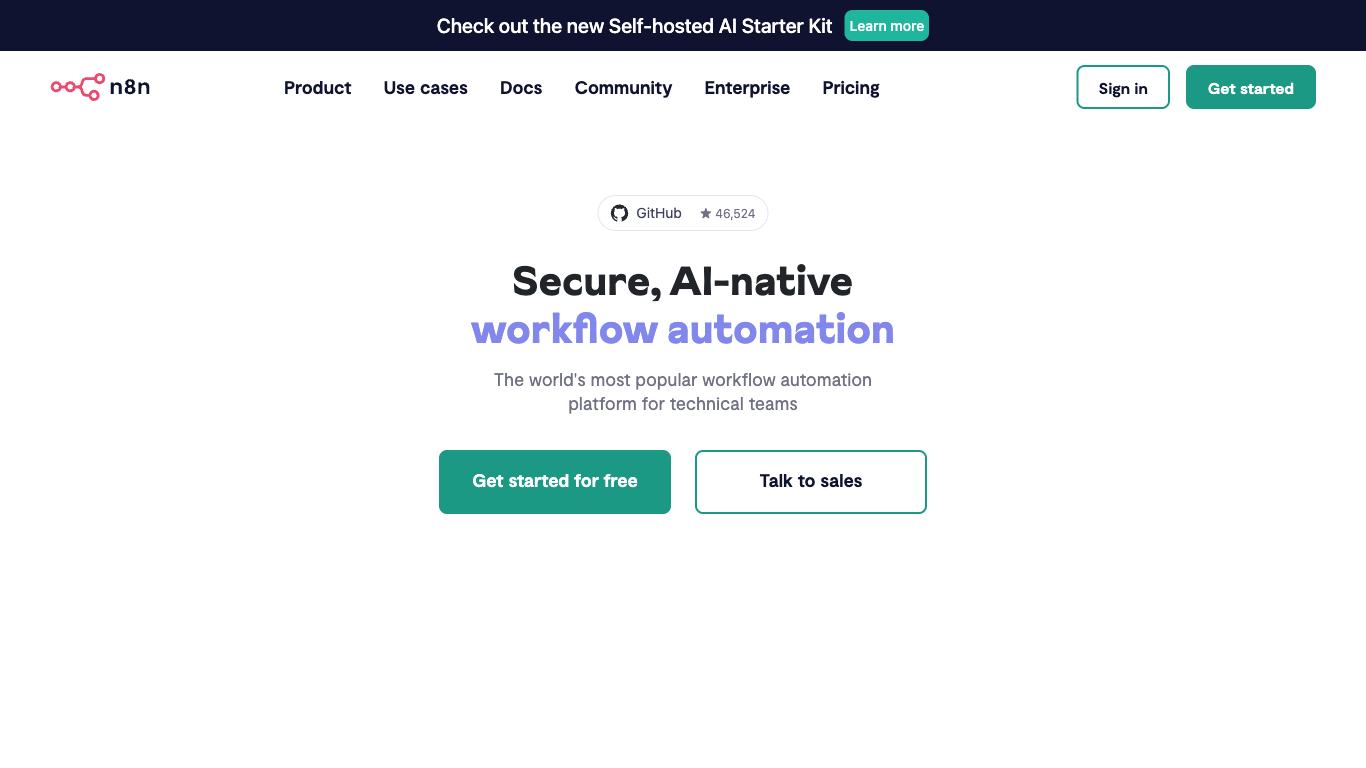 Check out the new Self-hosted AI Starter Kit Learn more
n8n Product Use cases Docs Community Enterprise Pricing Sign in Get started
GitHub ★ 46,524
Secure, AI-native
workflow automation
The world's most popular workflow automation
platform for technical teams
Get started for free Talk to sales